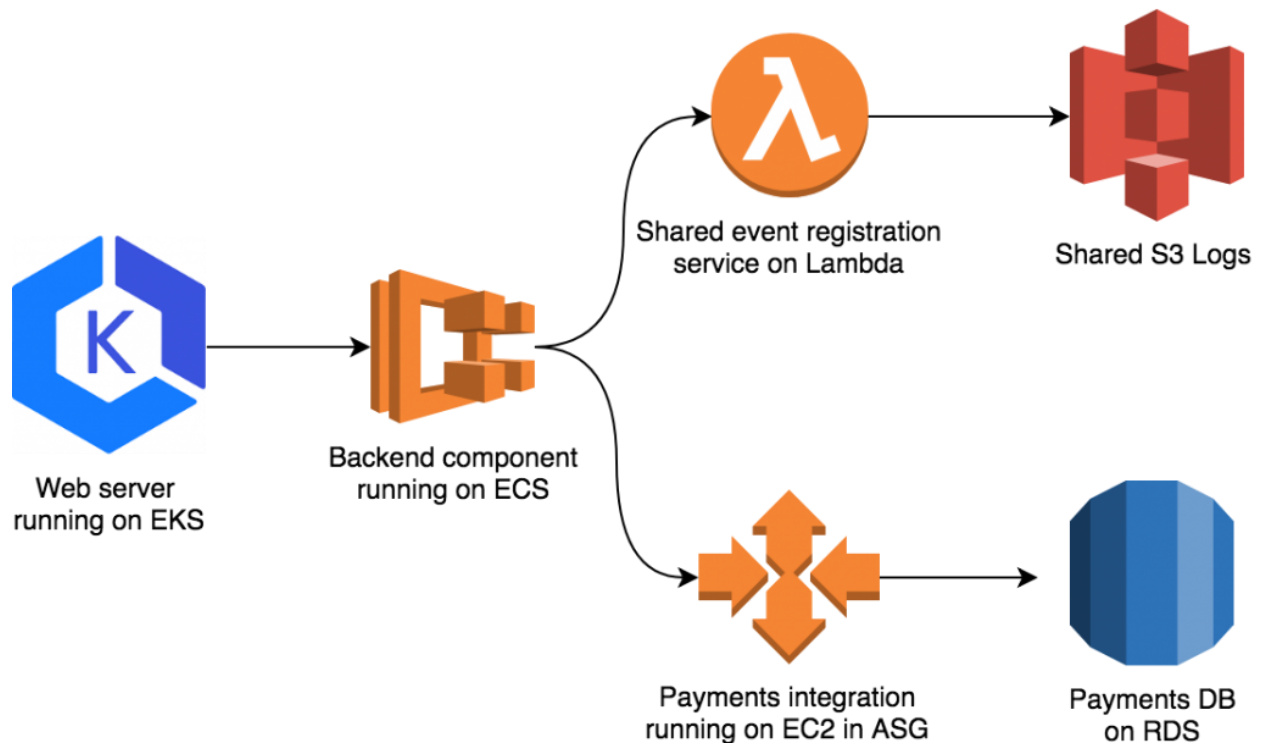 Web server
running on EKS
K
Backend component
running on ECS
λ
Shared event registration
service on Lambda
Shared S3 Logs
Payments integration
running on EC2 in ASG
Payments DB
on RDS